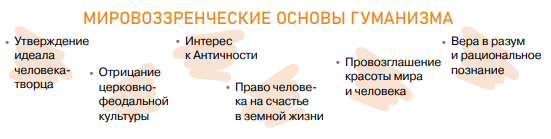 МИРОВОЗЗРЕНЧЕСКИЕ ОСНОВЫ ГУМАНИЗМА
• Утверждение
идеала
человека-
творца
• Отрицание
церковно-
феодальной
культуры
• Интерес
к Античности
• Право челове-
ка на счастье
в земной жизни
• Провозглашение
красоты мира
и человека
• Вера в разум
и рациональное
познание